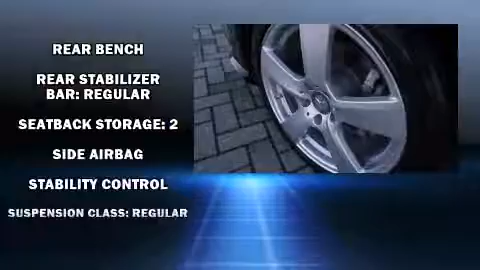 REAR BENCH
REAR STABILIZER
BAR: REGULAR
SEATBACK STORAGE: 2
SIDE AIRBAG
STABILITY CONTROL
SUSPENSION CLASS: REGULAR